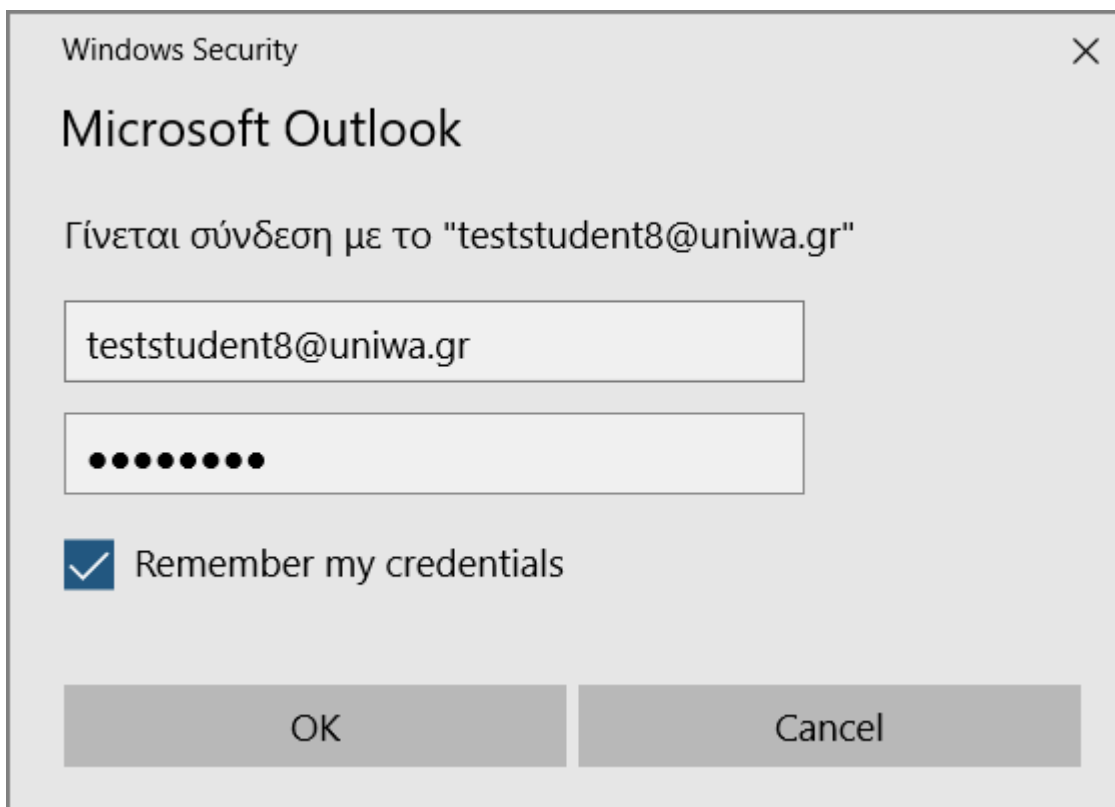 Windows Security
Microsoft Outlook
Γίνεται σύνδεση με το "teststudent8@uniwa.gr"
teststudent8@uniwa.gr
••••••••
Remember my credentials
OK
Cancel